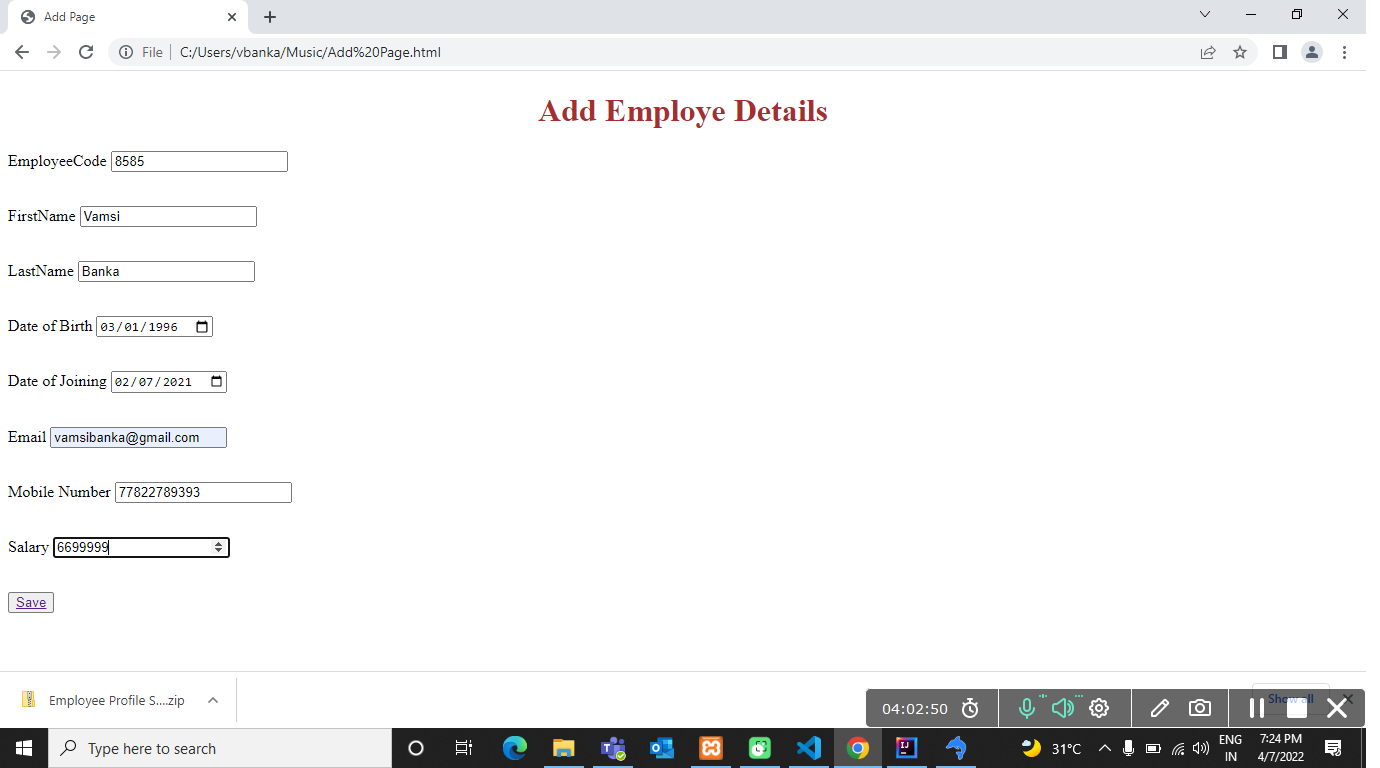 Add Page
File
C:/Users/vbanka/Music/Add%20Page.html
Add Employe Details
EmployeeCode 8585
FirstName Vamsi
LastName Banka
Date of Birth 03/01/1996
Date of Joining 02/07/2021
Email vamsibanka@gmail.com
Mobile Number 77822789393
Salary 6699999
Save
Employee Profile S....zip
Show all
04:02:50
Type here to search
31°C
ENG
IN
7:24 PM
4/7/2022